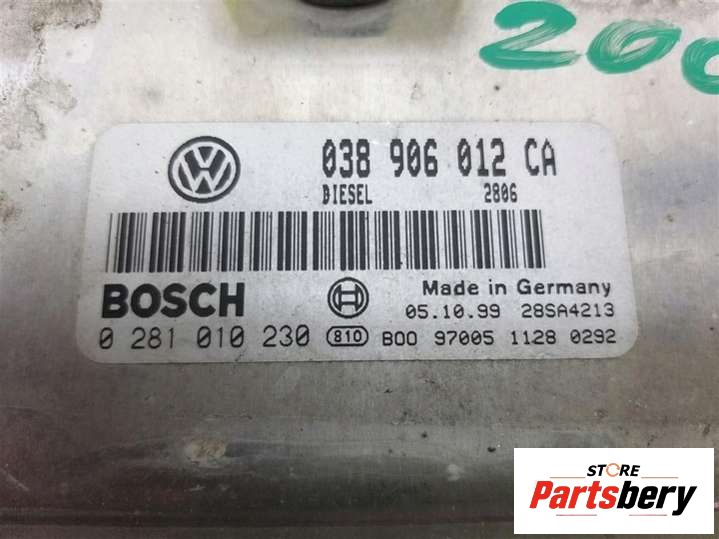 200
038 906 012 CA
DIESEL 2806
BOSCH
Made in Germany
05.10.99 28SA4213
0 281 010 230 810 B00 97005 1128 0292
STORE
Partsbery